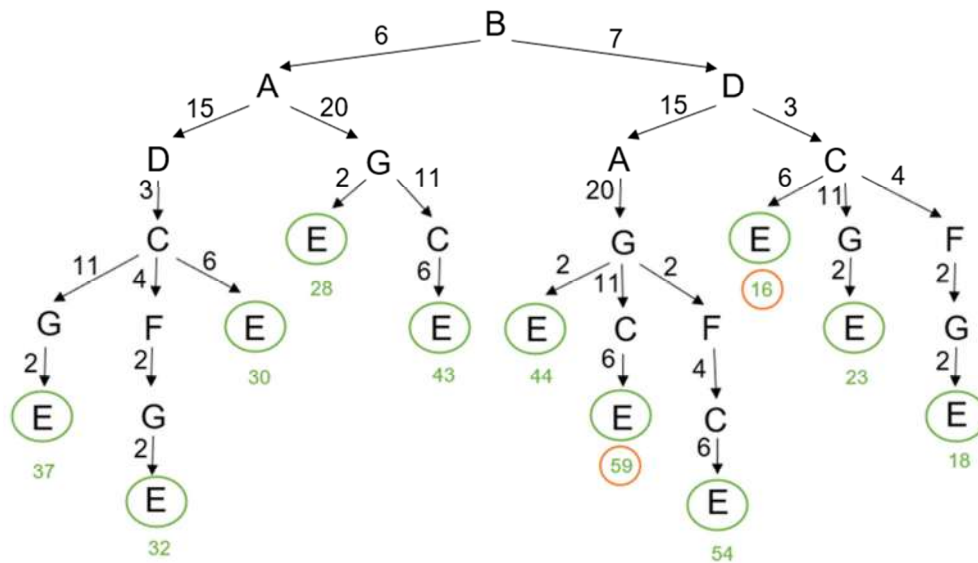 B
6 7
A D
15 20 15 3
D G A C
3 2 11 20 6 11 4
C E C G E G F
11 4 6 28 6 2 11 2 16 2 2
G F E E E C F E G
2 2 30 43 44 6 4 23 2
E G E C E
37 2 59 6 18
E E
32 54